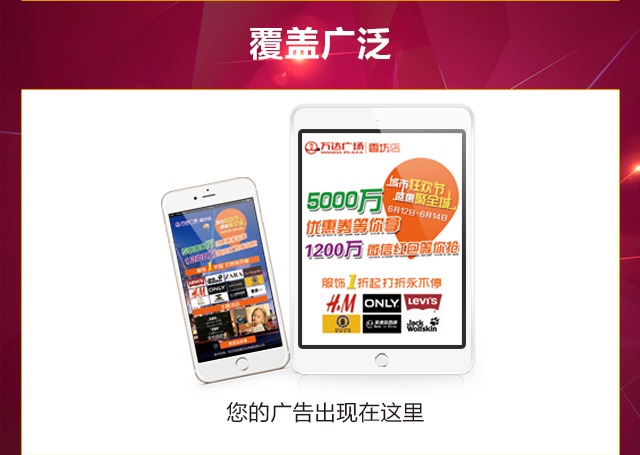 覆盖广泛
万达广场
WANDA PLAZA
香坊店
城市狂欢节
盛惠聚全城
6月12日-6月14日
5000万
优惠券等你拿
1200万 微信红包等你抢
服饰1折起 打折永不停
H&M
ONLY
LEVI'S
Jack
Wolfskin
ZARA
H&M
ONLY
您的广告出现在这里